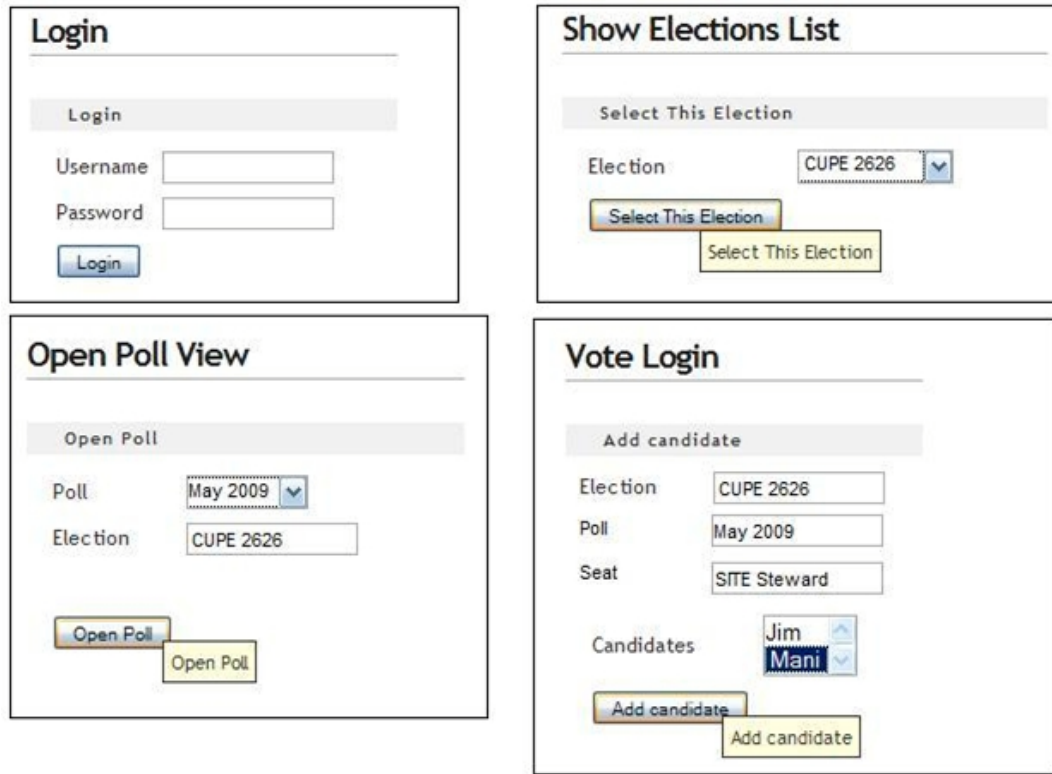 Login
Login
Username
Password
Login
Show Elections List
Select This Election
Election CUPE 2626
Select This Election
Select This Election
Open Poll View
Open Poll
Poll May 2009
Election CUPE 2626
Open Poll
Open Poll
Vote Login
Add candidate
Election CUPE 2626
Poll May 2009
Seat SITE Steward
Candidates Jim
Mani
Add candidate
Add candidate